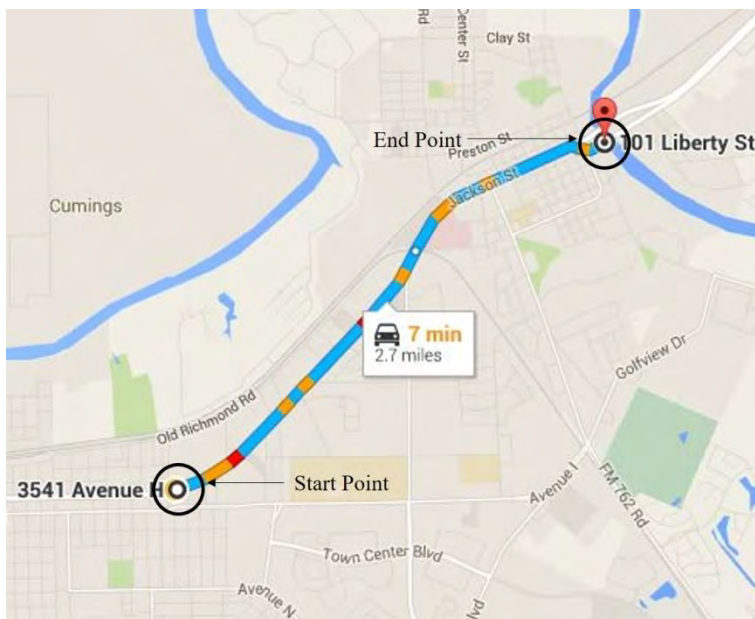 Rd
Center St
Clay St
End Point
Preston St
101 Liberty St
Jackson St
Cumings
7 min
2.7 miles
Golfview Dr
Old Richmond Rd
3541 Avenue H
Start Point
Avenue I
FM 762 Rd
Town Center Blvd
Avenue N
lvd